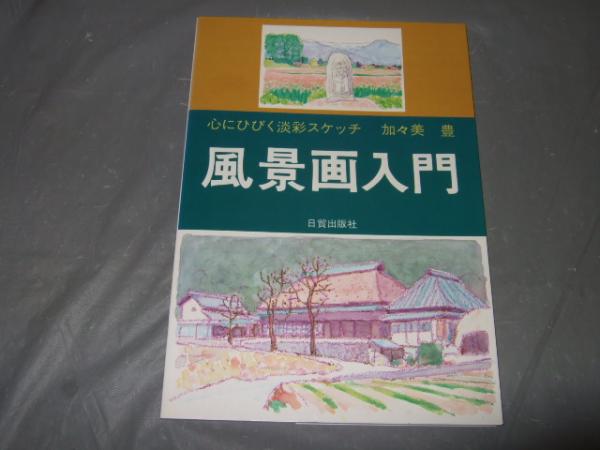 心にひびく淡彩スケッチ　加々美　豊
風景画入門
日貿出版社